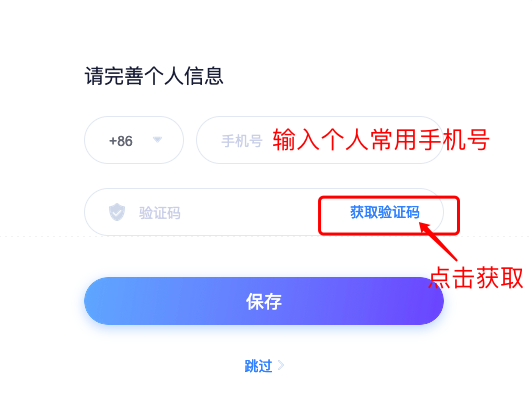 请完善个人信息
+86
手机号 输入个人常用手机号
验证码 获取验证码
点击获取
保存
跳过